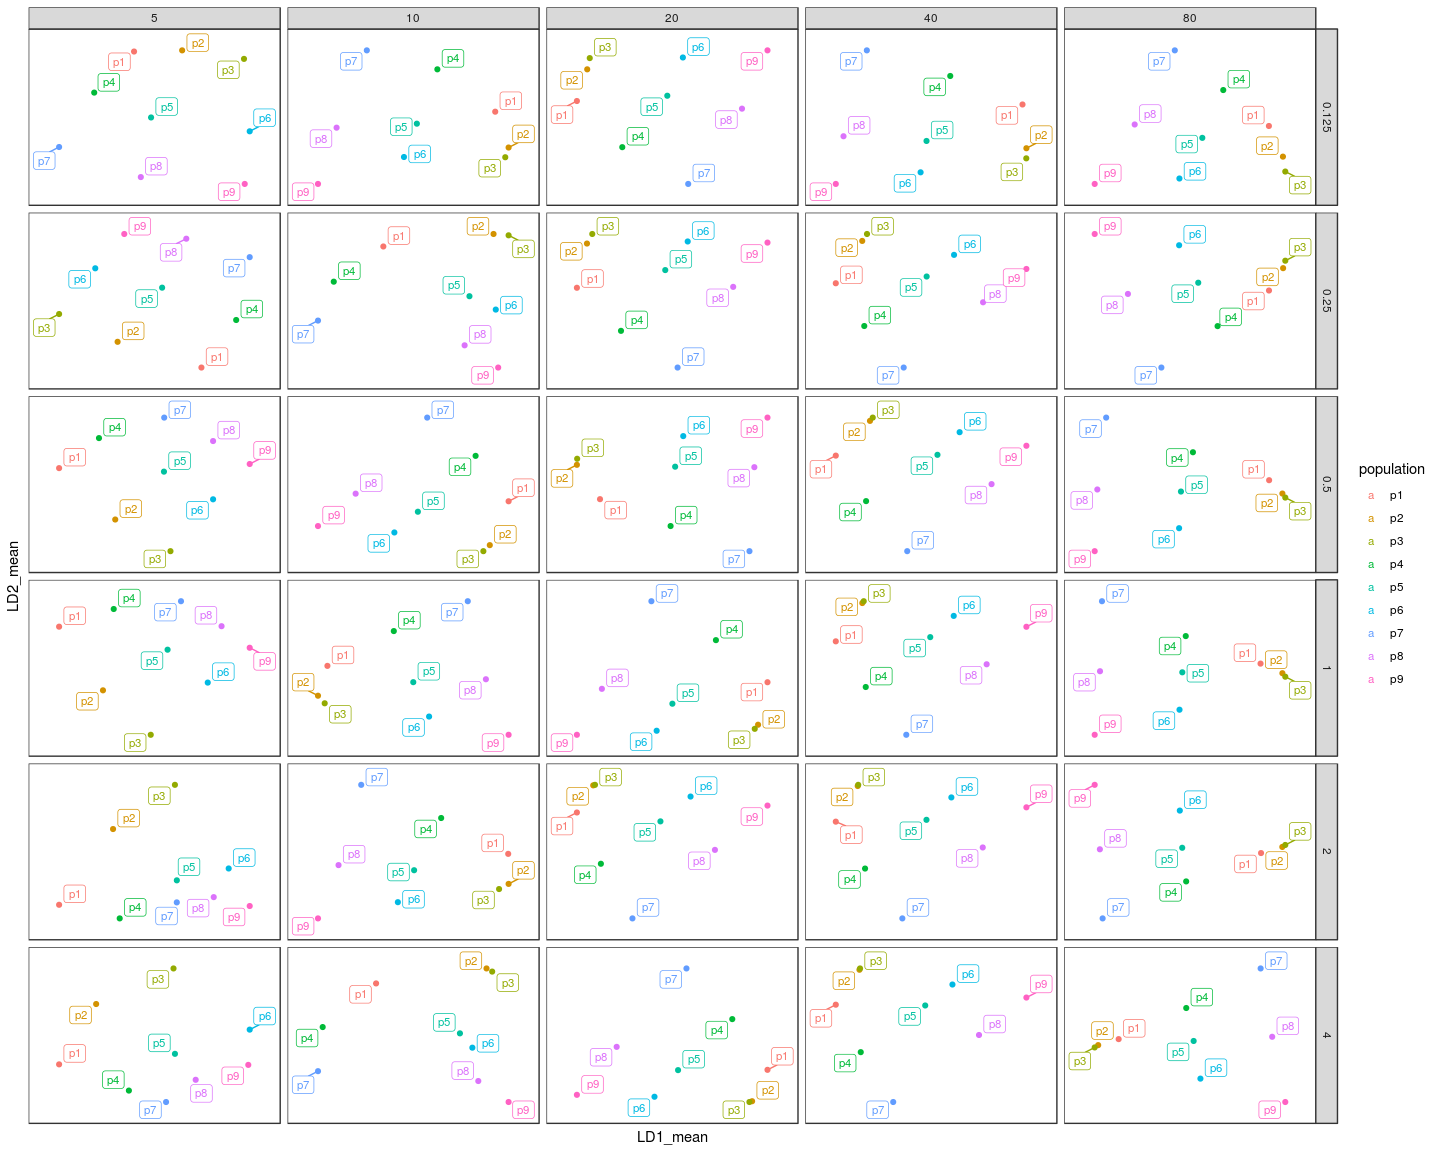 5 10 20 40 80
p1 p2 p3 p4 p5 p6 p7 p8 p9
p7 p4 p1 p8 p5 p2 p6 p3 p9
p3 p6 p9 p2 p5 p1 p8 p4 p7
p7 p4 p1 p8 p5 p2 p6 p3 p9
p7 p4 p8 p1 p5 p2 p6 p9 p3
0.125
p9 p8 p6 p7 p5 p3 p4 p2 p1
p2 p1 p3 p4 p5 p6 p7 p8 p9
p3 p6 p2 p9 p5 p1 p8 p4 p7
p3 p2 p6 p1 p9 p5 p8 p4 p7
p9 p6 p3 p2 p5 p8 p1 p4 p7
0.25
p7 p4 p8 p9 p1 p5 p2 p6 p3
p7 p4 p8 p1 p5 p9 p2 p6 p3
p6 p9 p3 p5 p2 p8 p1 p4 p7
p3 p6 p2 p9 p5 p1 p8 p4 p7
p7 p4 p1 p8 p2 p3 p6 p9
0.5
p4 p7 p8 p1 p5 p9 p6 p2 p3
p7 p4 p1 p5 p2 p8 p3 p6 p9
p7 p4 p8 p1 p5 p2 p3 p6 p9
p3 p2 p6 p9 p1 p5 p8 p4 p7
p7 p4 p1 p2 p5 p8 p3 p6 p9
1
p3 p2 p6 p5 p1 p4 p8 p7 p9
p7 p4 p1 p8 p5 p2 p3 p6 p9
p3 p6 p2 p9 p1 p5 p8 p4 p7
p3 p6 p9 p2 p5 p1 p8 p4 p7
p9 p6 p3 p8 p5 p2 p1 p4 p7
2
p3 p2 p6 p5 p1 p9 p4 p8 p7
p2 p3 p1 p5 p4 p6 p8 p7 p9
p7 p4 p8 p1 p5 p9 p2 p6 p3
p3 p6 p2 p9 p5 p1 p8 p4 p7
p7 p4 p1 p8 p2 p5 p3 p6 p9
4
LD1_mean
LD2_mean
population
a p1
a p2
a p3
a p4
a p5
a p6
a p7
a p8
a p9